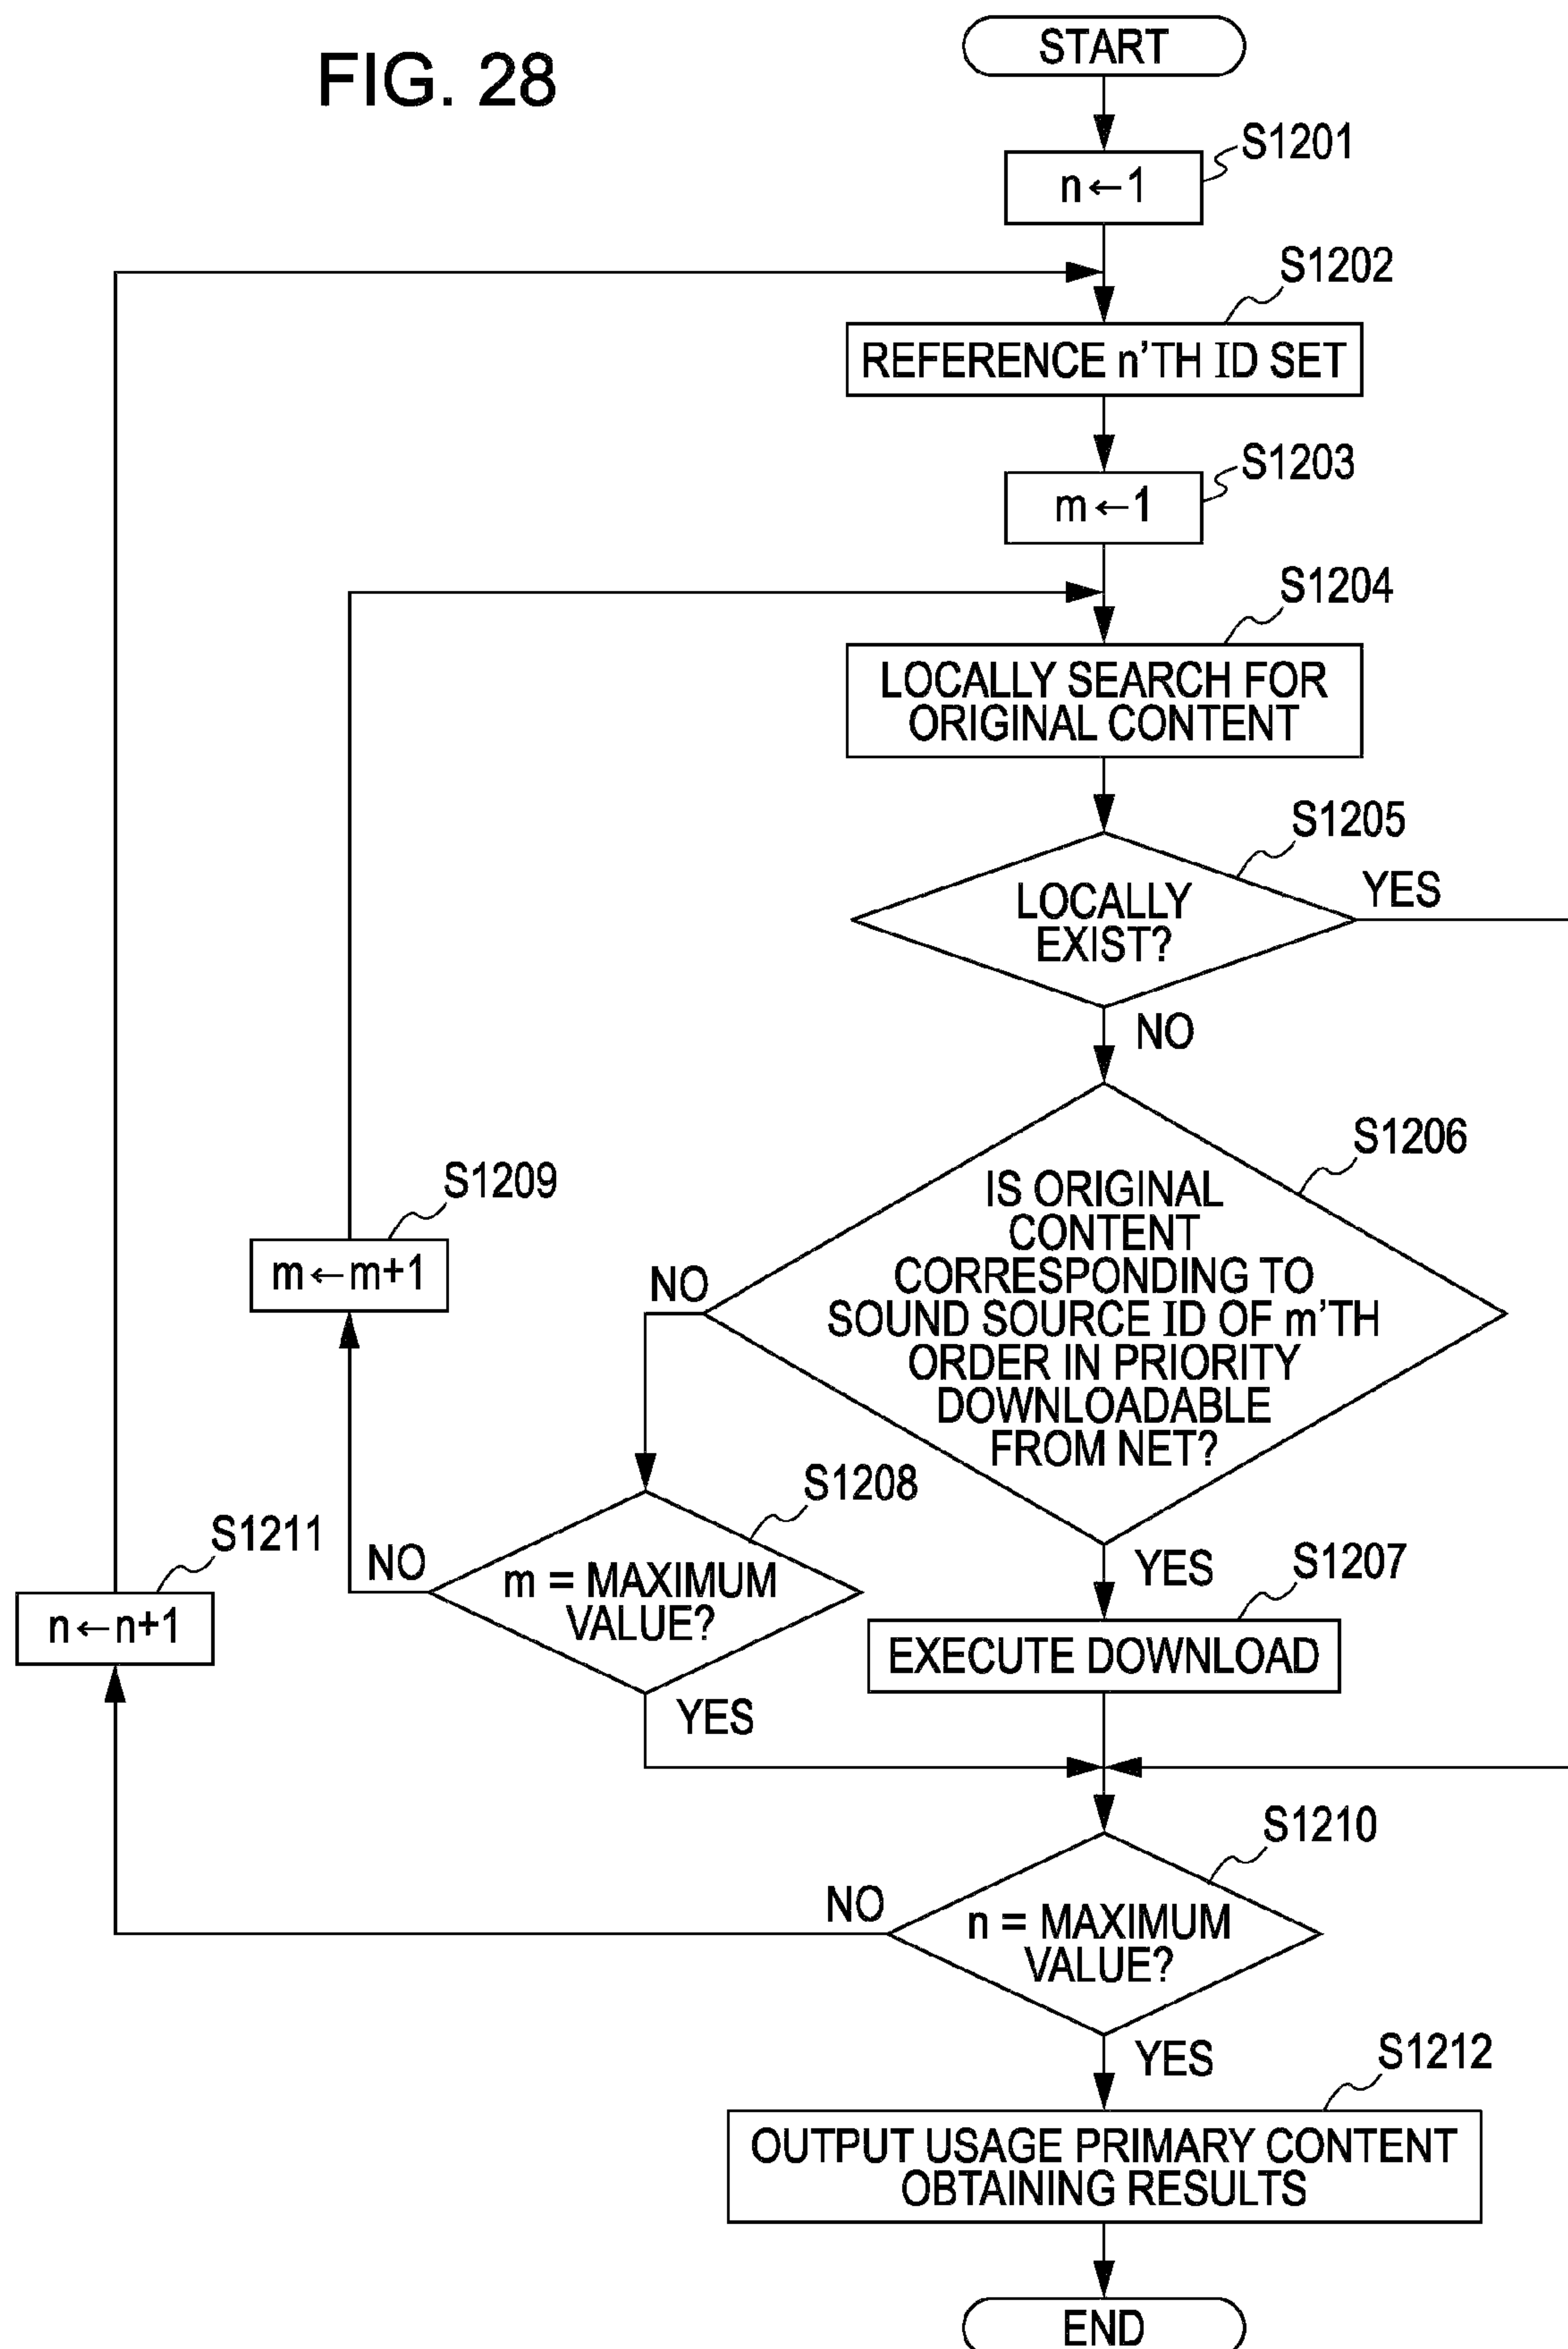 FIG. 28
START
S1201
n←1
S1202
REFERENCE n'TH ID SET
S1203
m←1
S1204
LOCALLY SEARCH FOR
ORIGINAL CONTENT
S1205
LOCALLY
EXIST?
YES
NO
S1206
IS ORIGINAL
CONTENT
CORRESPONDING TO
SOUND SOURCE ID OF m'TH
ORDER IN PRIORITY
DOWNLOADABLE
FROM NET?
NO
S1209
m←m+1
S1208
m = MAXIMUM
VALUE?
NO
YES
S1211
n←n+1
YES
S1207
EXECUTE DOWNLOAD
S1210
n = MAXIMUM
VALUE?
NO
YES
S1212
OUTPUT USAGE PRIMARY CONTENT
OBTAINING RESULTS
END